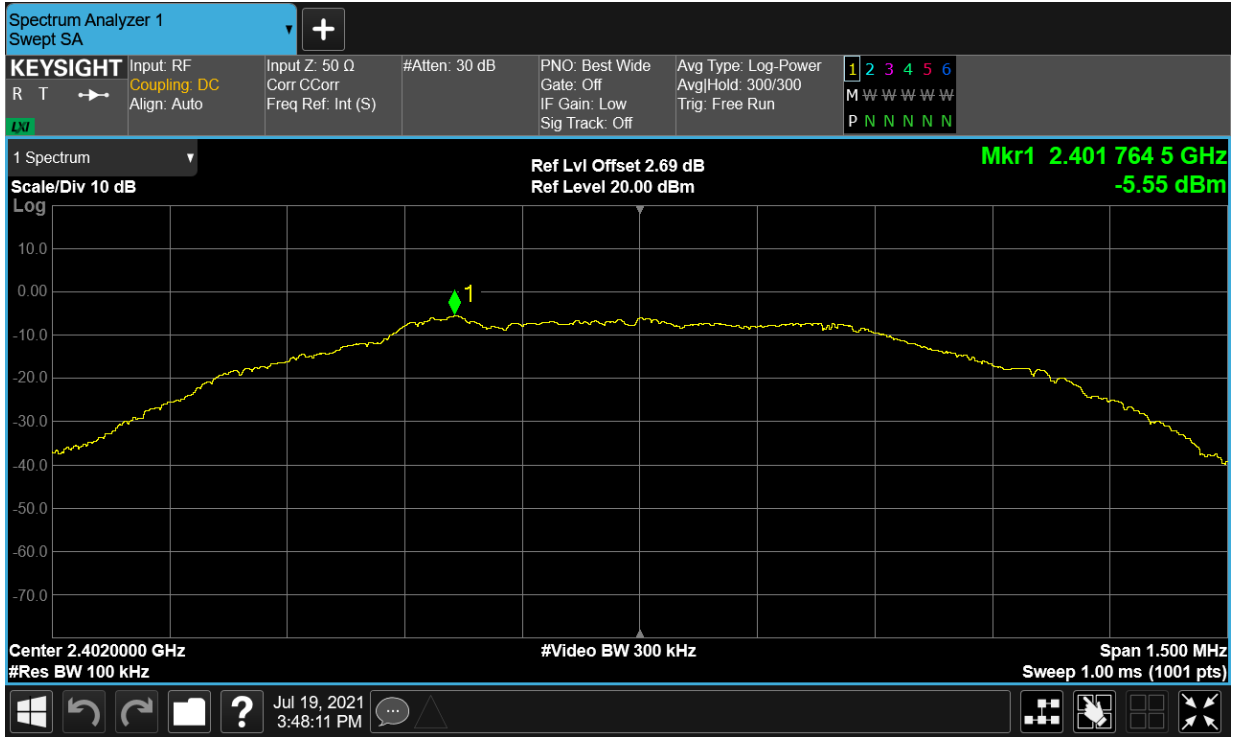 Spectrum Analyzer 1
Swept SA
KEYSIGHT
R T
LXI
Input: RF
Coupling: DC
Align: Auto
Input Z: 50 Ω
Corr CCorr
Freq Ref: Int (S)
#Atten: 30 dB
PNO: Best Wide
Gate: Off
IF Gain: Low
Sig Track: Off
Avg Type: Log-Power
Avg|Hold: 300/300
Trig: Free Run
1 2 3 4 5 6
M W W W W W
P N N N N N
1 Spectrum
Scale/Div 10 dB
Log
Ref Lvl Offset 2.69 dB
Ref Level 20.00 dBm
Mkr1 2.401 764 5 GHz
-5.55 dBm
10.0
0.00
-10.0
-20.0
-30.0
-40.0
-50.0
-60.0
-70.0
1
Center 2.4020000 GHz
#Res BW 100 kHz
#Video BW 300 kHz
Span 1.500 MHz
Sweep 1.00 ms (1001 pts)
?
Jul 19, 2021
3:48:11 PM